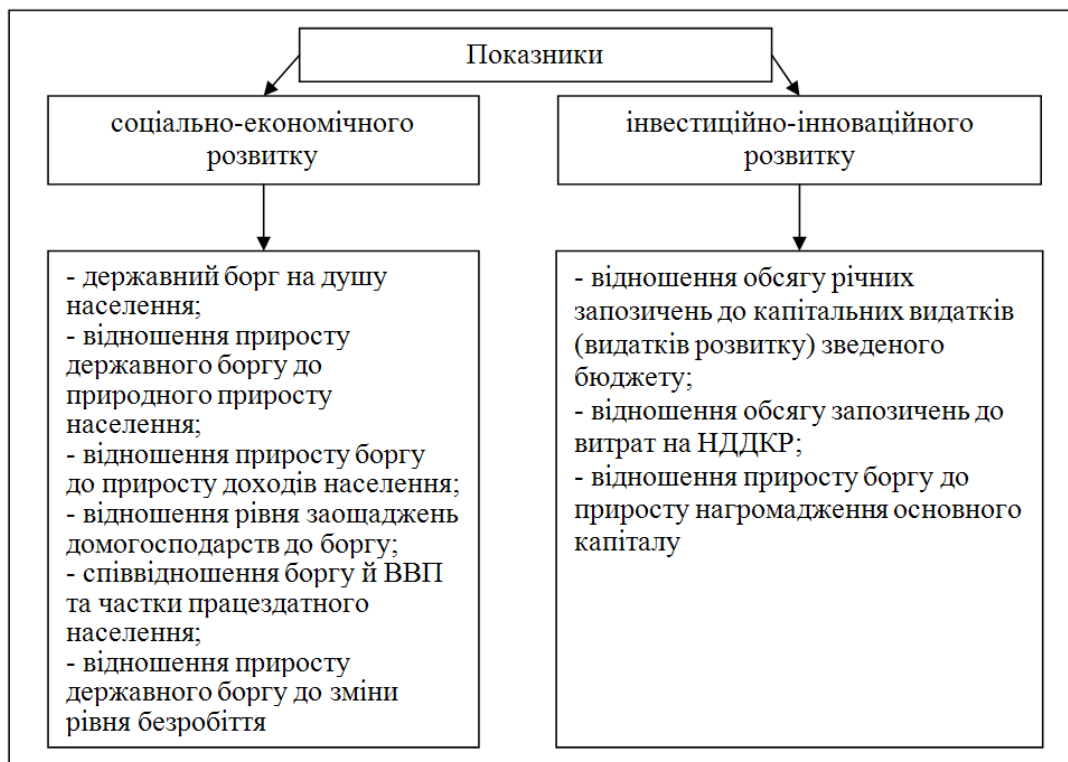 Показники
соціально-економічного
розвитку
інвестиційно-інноваційного
розвитку
- державний борг на душу
населення;
- відношення приросту
державного боргу до
природного приросту
населення;
- відношення приросту боргу
до приросту доходів населення;
- відношення рівня заощаджень
домогосподарств до боргу;
- співвідношення боргу й ВВП
та частки працездатного
населення;
- відношення приросту
державного боргу до зміни
рівня безробіття
- відношення обсягу річних
запозичень до капітальних видатків
(видатків розвитку) зведеного
бюджету;
- відношення обсягу запозичень до
витрат на НДДКР;
- відношення приросту боргу до
приросту нагромадження основного
капіталу